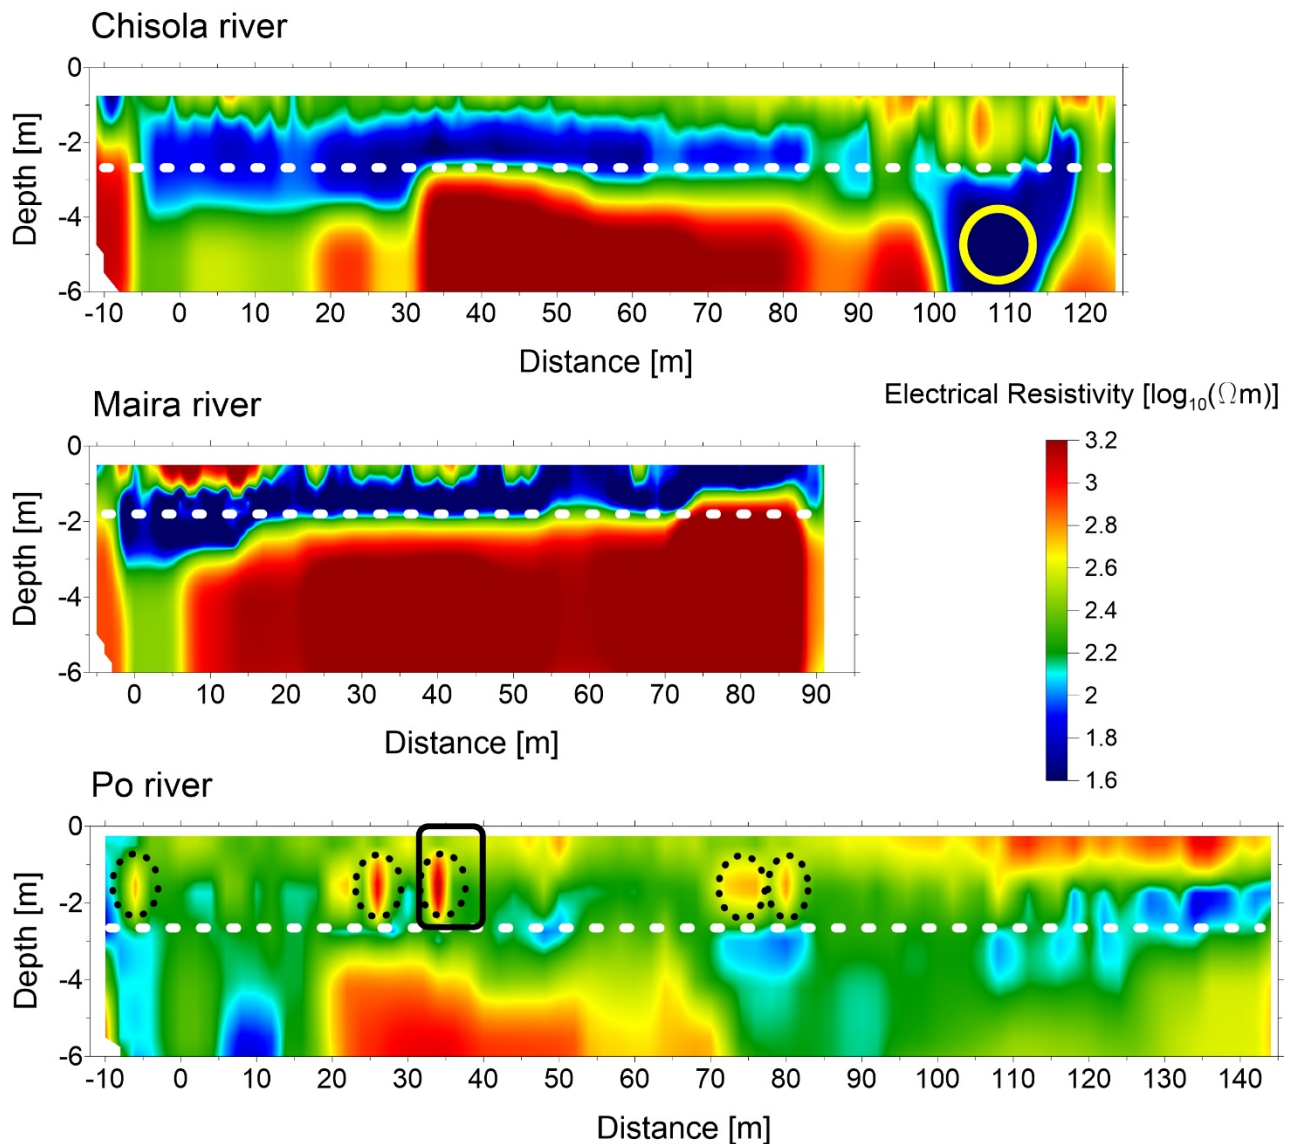 Chisola river
0
-2
-4
-6
Depth [m]
-10 0 10 20 30 40 50 60 70 80 90 100 110 120
Distance [m]
Maira river
0
-2
-4
-6
Depth [m]
0 10 20 30 40 50 60 70 80 90
Distance [m]
Electrical Resistivity [log₁₀(Ωm)]
3.2
3
2.8
2.6
2.4
2.2
2
1.8
1.6
Po river
0
-2
-4
-6
Depth [m]
-10 0 10 20 30 40 50 60 70 80 90 100 110 120 130 140
Distance [m]